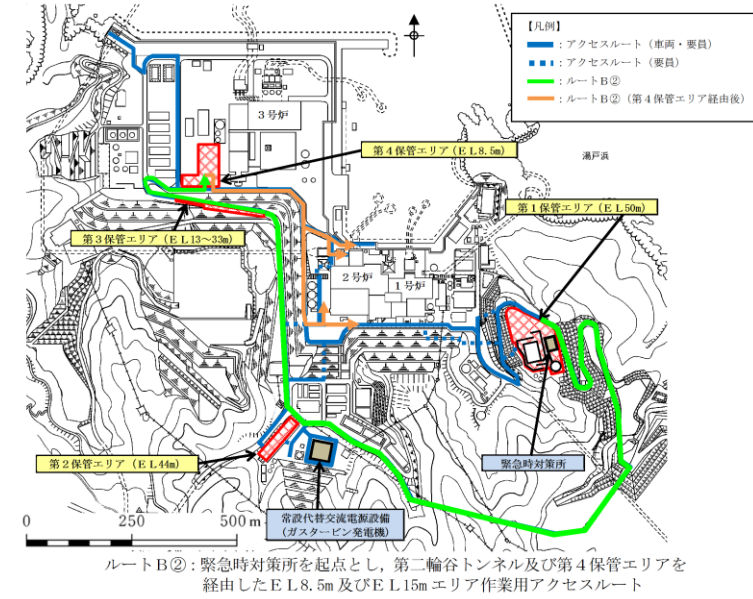 【凡例】
：アクセスルート（車両・要員）
：アクセスルート（要員）
：ルートB②
：ルートB②（第4保管エリア経由後）
3号炉
第4保管エリア（EL8.5m）
湯戸浜
第1保管エリア（EL50m）
第3保管エリア（EL13～33m）
2号炉
1号炉
第2保管エリア（EL44m）
緊急時対策所
常設代替交流電源設備
（ガスタービン発電機）
0 250 500 m
ルートB②：緊急時対策所を起点とし，第二輪谷トンネル及び第4保管エリアを
経由したEL8.5m及びEL15mエリア作業用アクセスルート